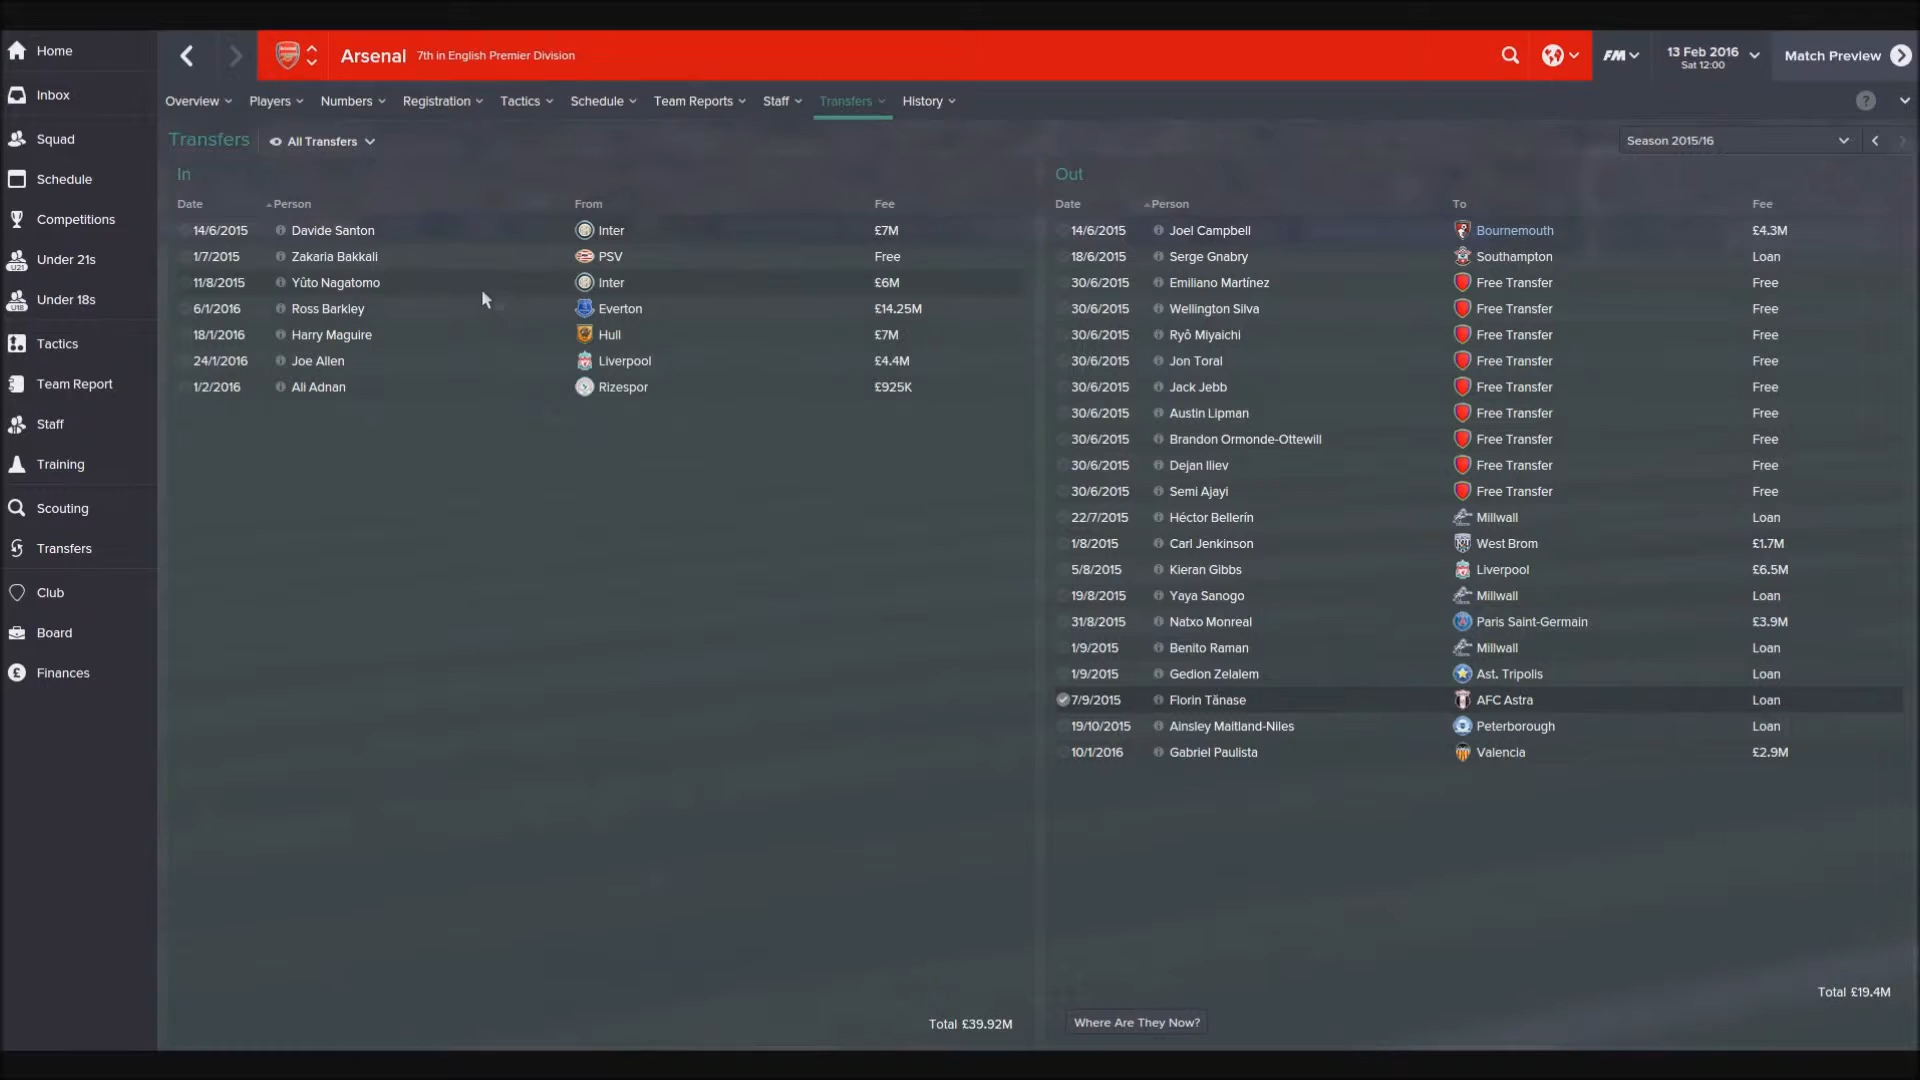 Home
Inbox
Squad
Schedule
Competitions
Under 21s
Under 18s
Tactics
Team Report
Staff
Training
Scouting
Transfers
Club
Board
Finances
Arsenal 7th in English Premier Division
FM
13 Feb 2016
Sat 12:00
Match Preview
Overview Players Numbers Registration Tactics Schedule Team Reports Staff Transfers History
?
Transfers All Transfers
Season 2015/16
In
Date Person From Fee
14/6/2015 Davide Santon Inter £7M
1/7/2015 Zakaria Bakkali PSV Free
11/8/2015 Yûto Nagatomo Inter £6M
6/1/2016 Ross Barkley Everton £14.25M
18/1/2016 Harry Maguire Hull £7M
24/1/2016 Joe Allen Liverpool £4.4M
1/2/2016 Ali Adnan Rizespor £925K
Total £39.92M
Out
Date Person To Fee
14/6/2015 Joel Campbell Bournemouth £4.3M
18/6/2015 Serge Gnabry Southampton Loan
30/6/2015 Emiliano Martínez Free Transfer Free
30/6/2015 Wellington Silva Free Transfer Free
30/6/2015 Ryô Miyaichi Free Transfer Free
30/6/2015 Jon Toral Free Transfer Free
30/6/2015 Jack Jebb Free Transfer Free
30/6/2015 Austin Lipman Free Transfer Free
30/6/2015 Brandon Ormonde-Ottewill Free Transfer Free
30/6/2015 Dejan Iliev Free Transfer Free
30/6/2015 Semi Ajayi Free Transfer Free
22/7/2015 Héctor Bellerín Millwall Loan
1/8/2015 Carl Jenkinson West Brom £1.7M
5/8/2015 Kieran Gibbs Liverpool £6.5M
19/8/2015 Yaya Sanogo Millwall Loan
31/8/2015 Natxo Monreal Paris Saint-Germain £3.9M
1/9/2015 Benito Raman Millwall Loan
1/9/2015 Gedion Zelalem Ast. Tripolis Loan
7/9/2015 Florin Tănase AFC Astra Loan
19/10/2015 Ainsley Maitland-Niles Peterborough Loan
10/1/2016 Gabriel Paulista Valencia £2.9M
Total £19.4M
Where Are They Now?